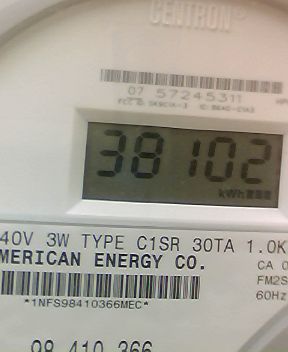 CENTRON®
07 57245311
38102
kWh
40V 3W TYPE C1SR 30TA 1.0K
MERICAN ENERGY CO.
CA 0
FM2S
60Hz
*1NFS98410366MEC*
98 410 366